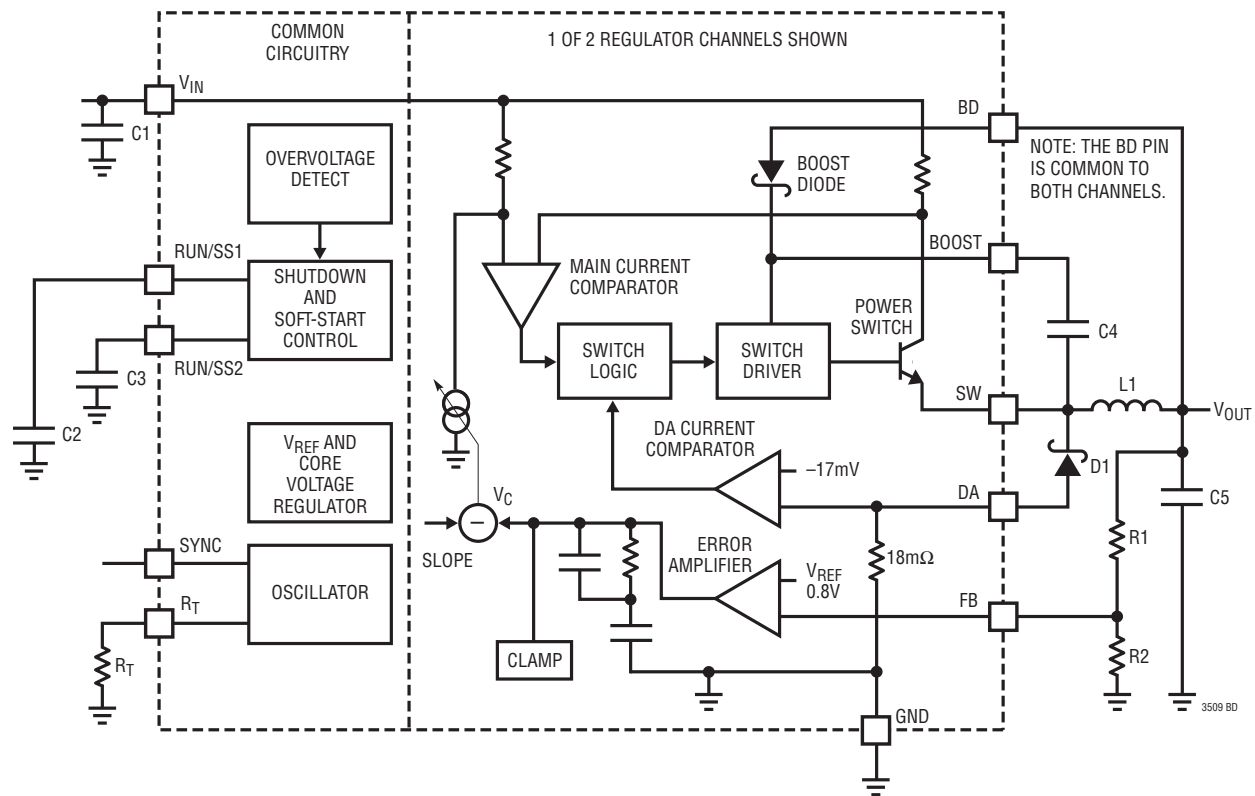 COMMON
CIRCUITRY
1 OF 2 REGULATOR CHANNELS SHOWN
VIN
C1
OVERVOLTAGE
DETECT
BD
BOOST
DIODE
NOTE: THE BD PIN
IS COMMON TO
BOTH CHANNELS.
RUN/SS1
SHUTDOWN
AND
SOFT-START
CONTROL
RUN/SS2
C3
C2
MAIN CURRENT
COMPARATOR
BOOST
POWER
SWITCH
C4
SWITCH
LOGIC
SWITCH
DRIVER
SW
L1
VOUT
DA CURRENT
COMPARATOR
–17mV
D1
DA
C5
VREF AND
CORE
VOLTAGE
REGULATOR
VC
–
SLOPE
ERROR
AMPLIFIER
18mΩ
R1
VREF
0.8V
FB
SYNC
OSCILLATOR
RT
RT
CLAMP
R2
GND
3509 BD